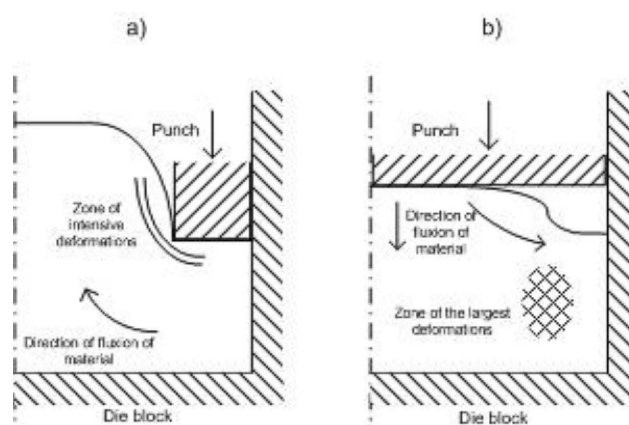 a)
Punch
Zone of
intensive
deformations
Direction of fluxion of
material
Die block
b)
Punch
Direction of
fluxion of
material
Zone of the largest
deformations
Die block